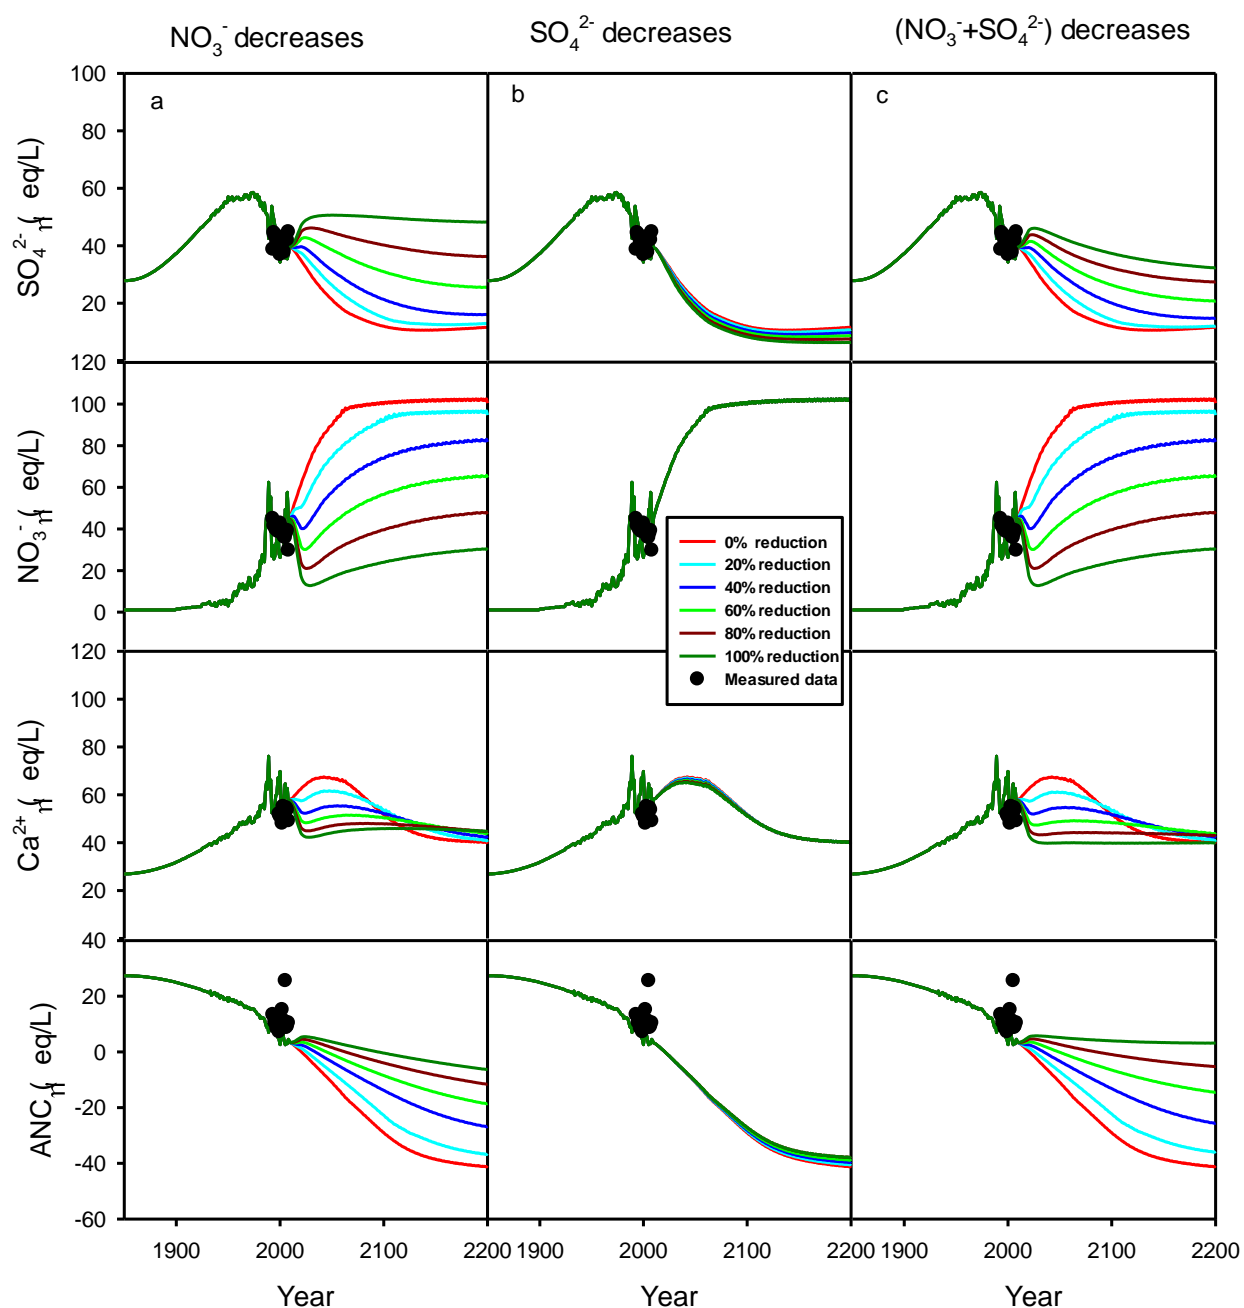 NO₃⁻ decreases
SO₄²⁻ decreases
(NO₃⁻+SO₄²⁻) decreases
a
b
c
100
80
60
40
20
SO₄²⁻ ( eq/L)
120
100
80
60
40
20
0
NO₃⁻ ( eq/L)
0% reduction
20% reduction
40% reduction
60% reduction
80% reduction
100% reduction
Measured data
120
100
80
60
40
20
Ca²⁺ ( eq/L)
40
20
0
-20
-40
-60
ANC ( eq/L)
1900 2000 2100 2200 1900 2000 2100 2200 1900 2000 2100 2200
Year Year Year